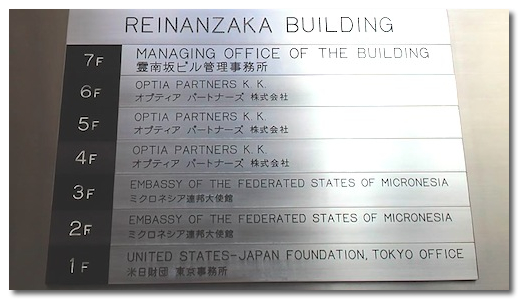 REINANZAKA BUILDING
7F MANAGING OFFICE OF THE BUILDING
霊南坂ビル管理事務所
6F OPTIA PARTNERS K. K.
オプティア パートナーズ 株式会社
5F OPTIA PARTNERS K. K.
オプティア パートナーズ 株式会社
4F OPTIA PARTNERS K. K.
オプティア パートナーズ 株式会社
3F EMBASSY OF THE FEDERATED STATES OF MICRONESIA
ミクロネシア連邦大使館
2F EMBASSY OF THE FEDERATED STATES OF MICRONESIA
ミクロネシア連邦大使館
1F UNITED STATES-JAPAN FOUNDATION, TOKYO OFFICE
米日財団 東京事務所